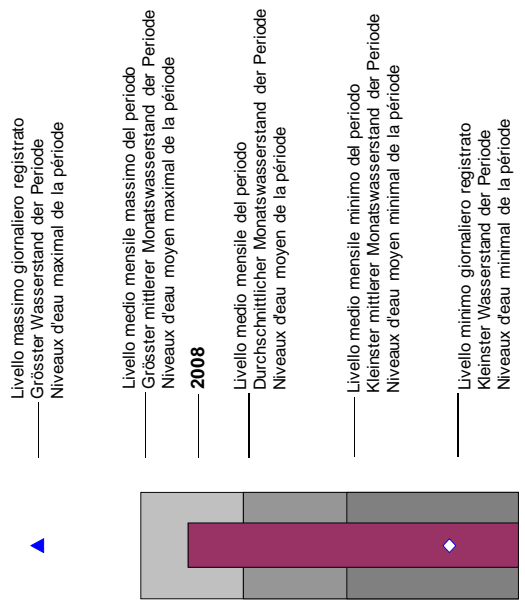 Livello massimo giornaliero registrato
Grösster Wasserstand der Periode
Niveaux d'eau maximal de la période
Livello medio mensile massimo del periodo
Grösster mittlerer Monatswasserstand der Periode
Niveaux d'eau moyen maximal de la période
2008
Livello medio mensile del periodo
Durchschnittlicher Monatswasserstand der Periode
Niveaux d'eau moyen de la période
Livello medio mensile minimo del periodo
Kleinster mittlerer Monatswasserstand der Periode
Niveaux d'eau moyen minimal de la période
Livello minimo giornaliero registrato
Kleinster Wasserstand der Periode
Niveaux d'eau minimal de la période